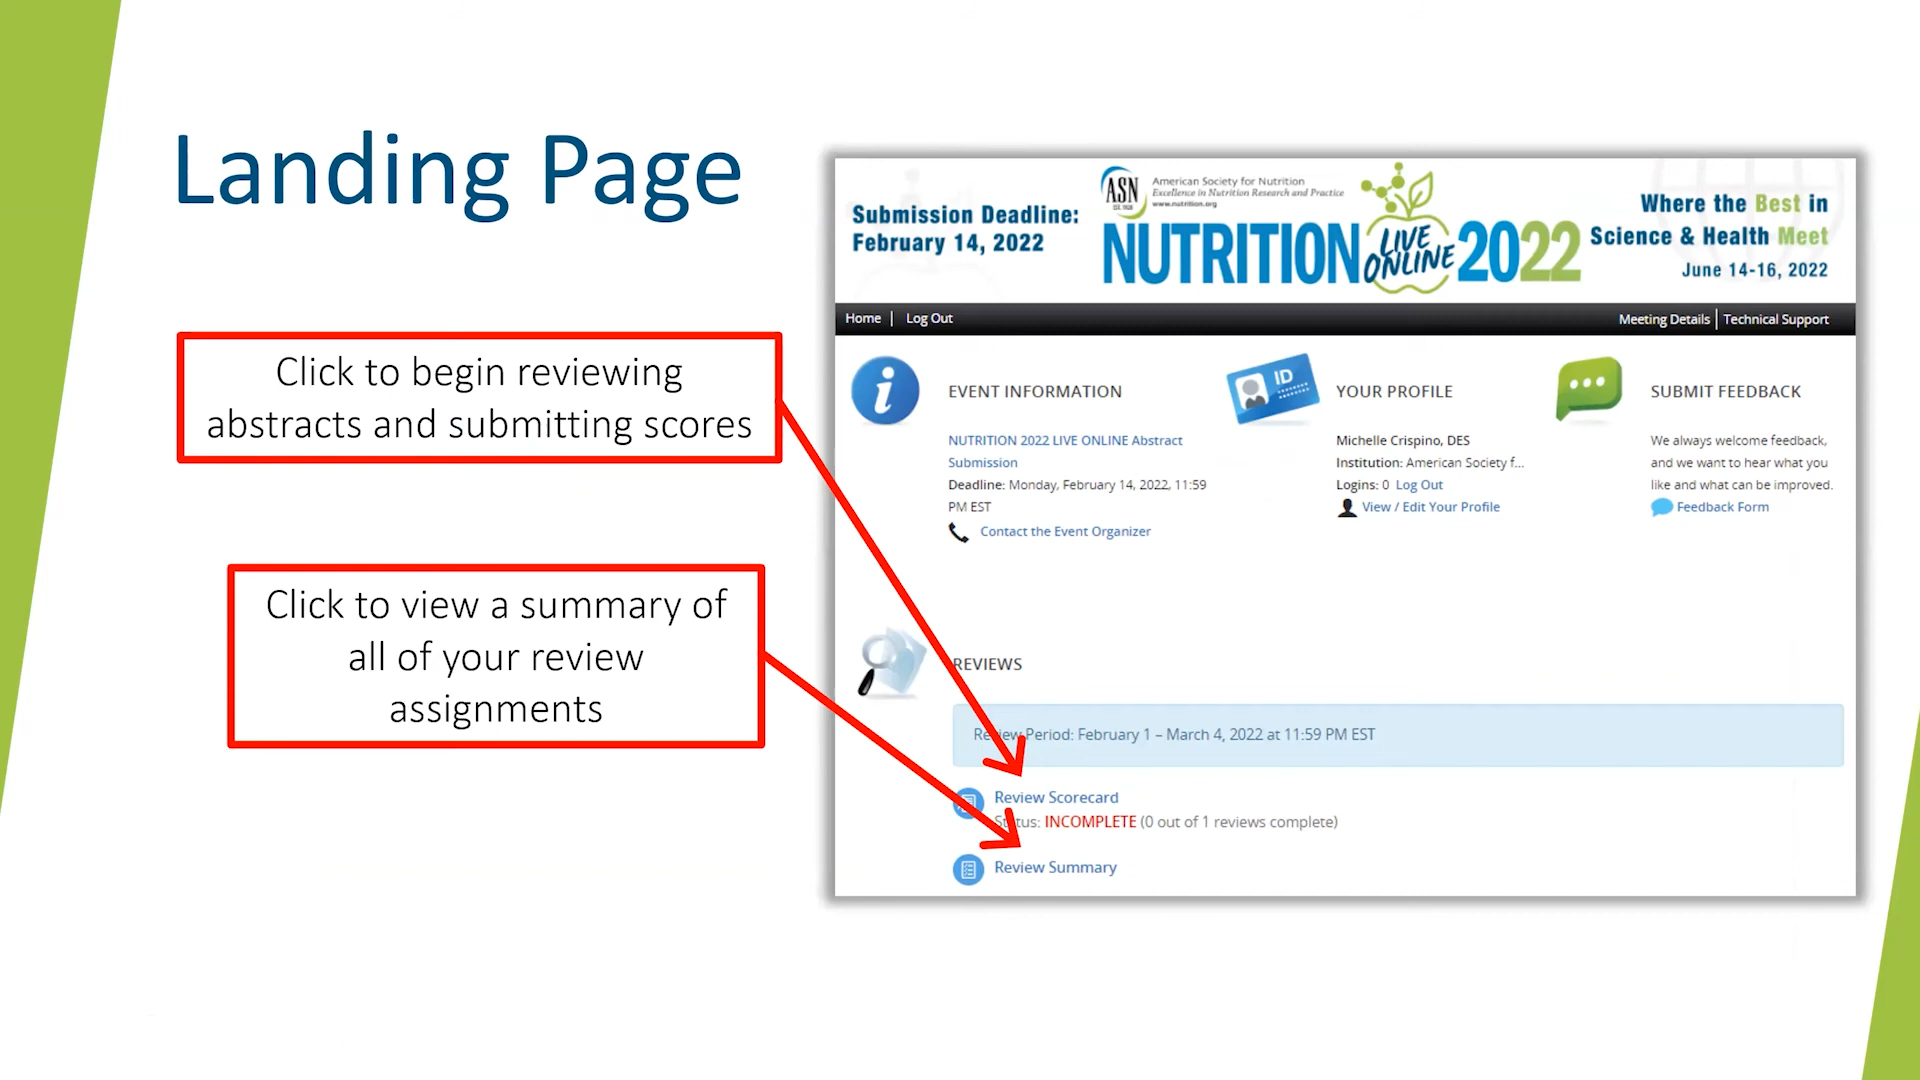 Landing Page
Click to begin reviewing
abstracts and submitting scores
Click to view a summary of
all of your review
assignments
Submission Deadline:
February 14, 2022
ASN
EST. 1928
American Society for Nutrition
Excellence in Nutrition Research and Practice
www.nutrition.org
NUTRITION LIVE ONLINE 2022
Where the Best in
Science & Health Meet
June 14-16, 2022
Home | Log Out
Meeting Details | Technical Support
EVENT INFORMATION
NUTRITION 2022 LIVE ONLINE Abstract
Submission
Deadline: Monday, February 14, 2022, 11:59
PM EST
Contact the Event Organizer
ID
YOUR PROFILE
Michelle Crispino, DES
Institution: American Society f...
Logins: 0 Log Out
View / Edit Your Profile
SUBMIT FEEDBACK
We always welcome feedback,
and we want to hear what you
like and what can be improved.
Feedback Form
REVIEWS
Review Period: February 1 – March 4, 2022 at 11:59 PM EST
Review Scorecard
Status: INCOMPLETE (0 out of 1 reviews complete)
Review Summary